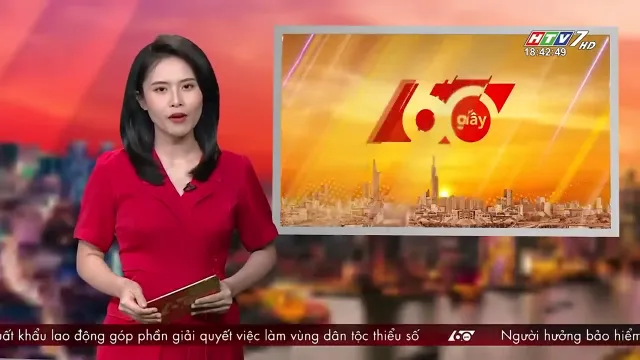 HTV7 HD
18:42:49
60 giây
uất khẩu lao động góp phần giải quyết việc làm vùng dân tộc thiểu số 60 Người hưởng bảo hiểm